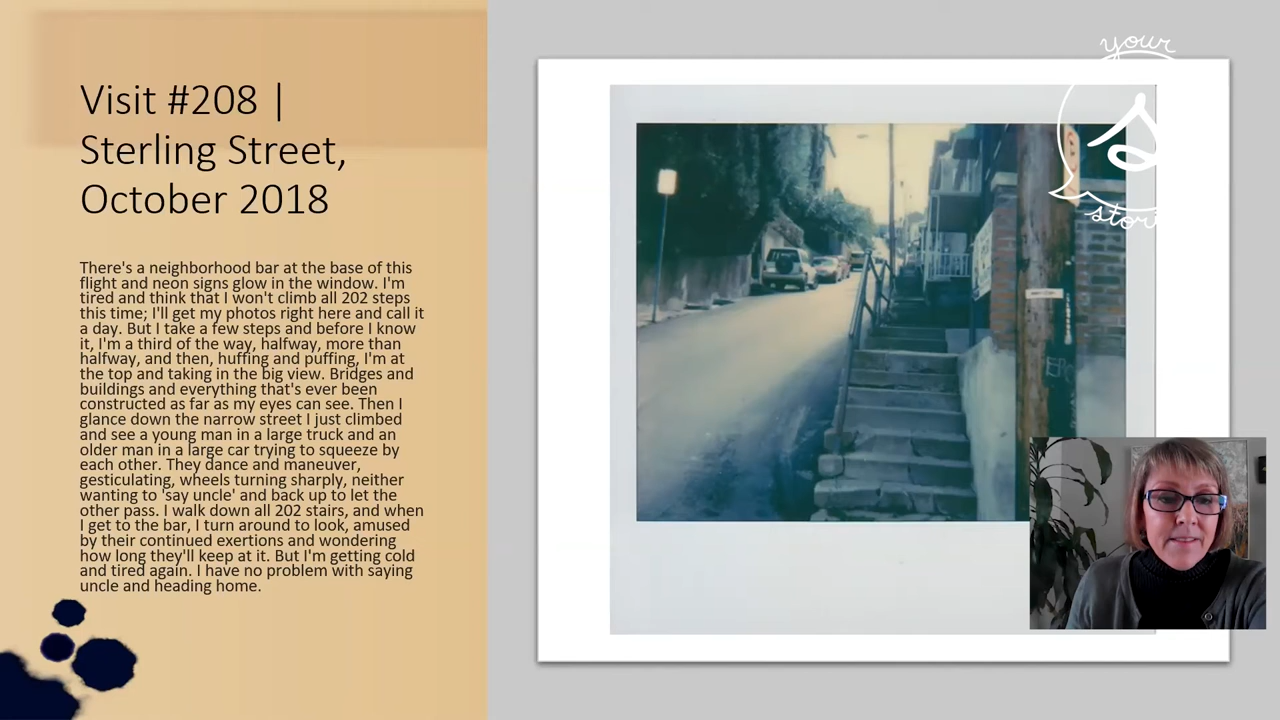 Visit #208 |
Sterling Street,
October 2018
There's a neighborhood bar at the base of this
flight and neon signs glow in the window. I'm
tired and think that I won't climb all 202 steps
this time; I'll get my photos right here and call it
a day. But I take a few steps and before I know
it, I'm a third of the way, halfway, more than
halfway, and then, huffing and puffing, I'm at
the top and taking in the big view. Bridges and
buildings and everything that's ever been
constructed as far as my eyes can see. Then I
glance down the narrow street I just climbed
and see a young man in a large truck and an
older man in a large car trying to squeeze by
each other. They dance and maneuver,
gesticulating, wheels turning sharply, neither
wanting to 'say uncle' and back up to let the
other pass. I walk down all 202 stairs, and when
I get to the bar, I turn around to look, amused
by their continued exertions and wondering
how long they'll keep at it. But I'm getting cold
and tired again. I have no problem with saying
uncle and heading home.
your
S
stori